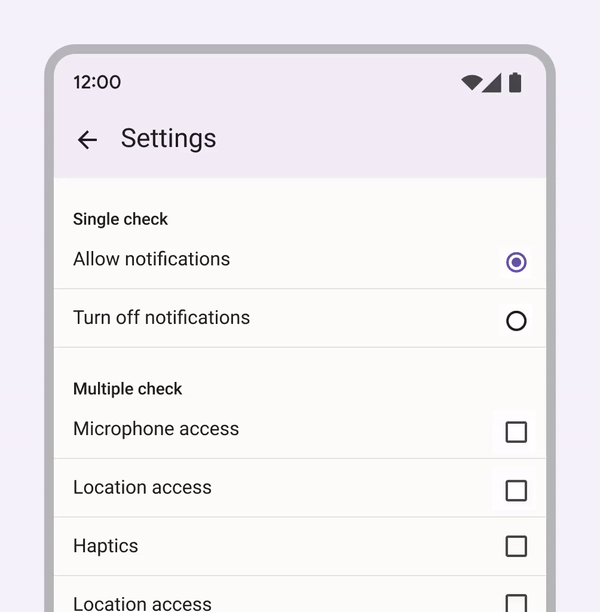 12:00
Settings
Single check
Allow notifications
Turn off notifications
Multiple check
Microphone access
Location access
Haptics
Location access